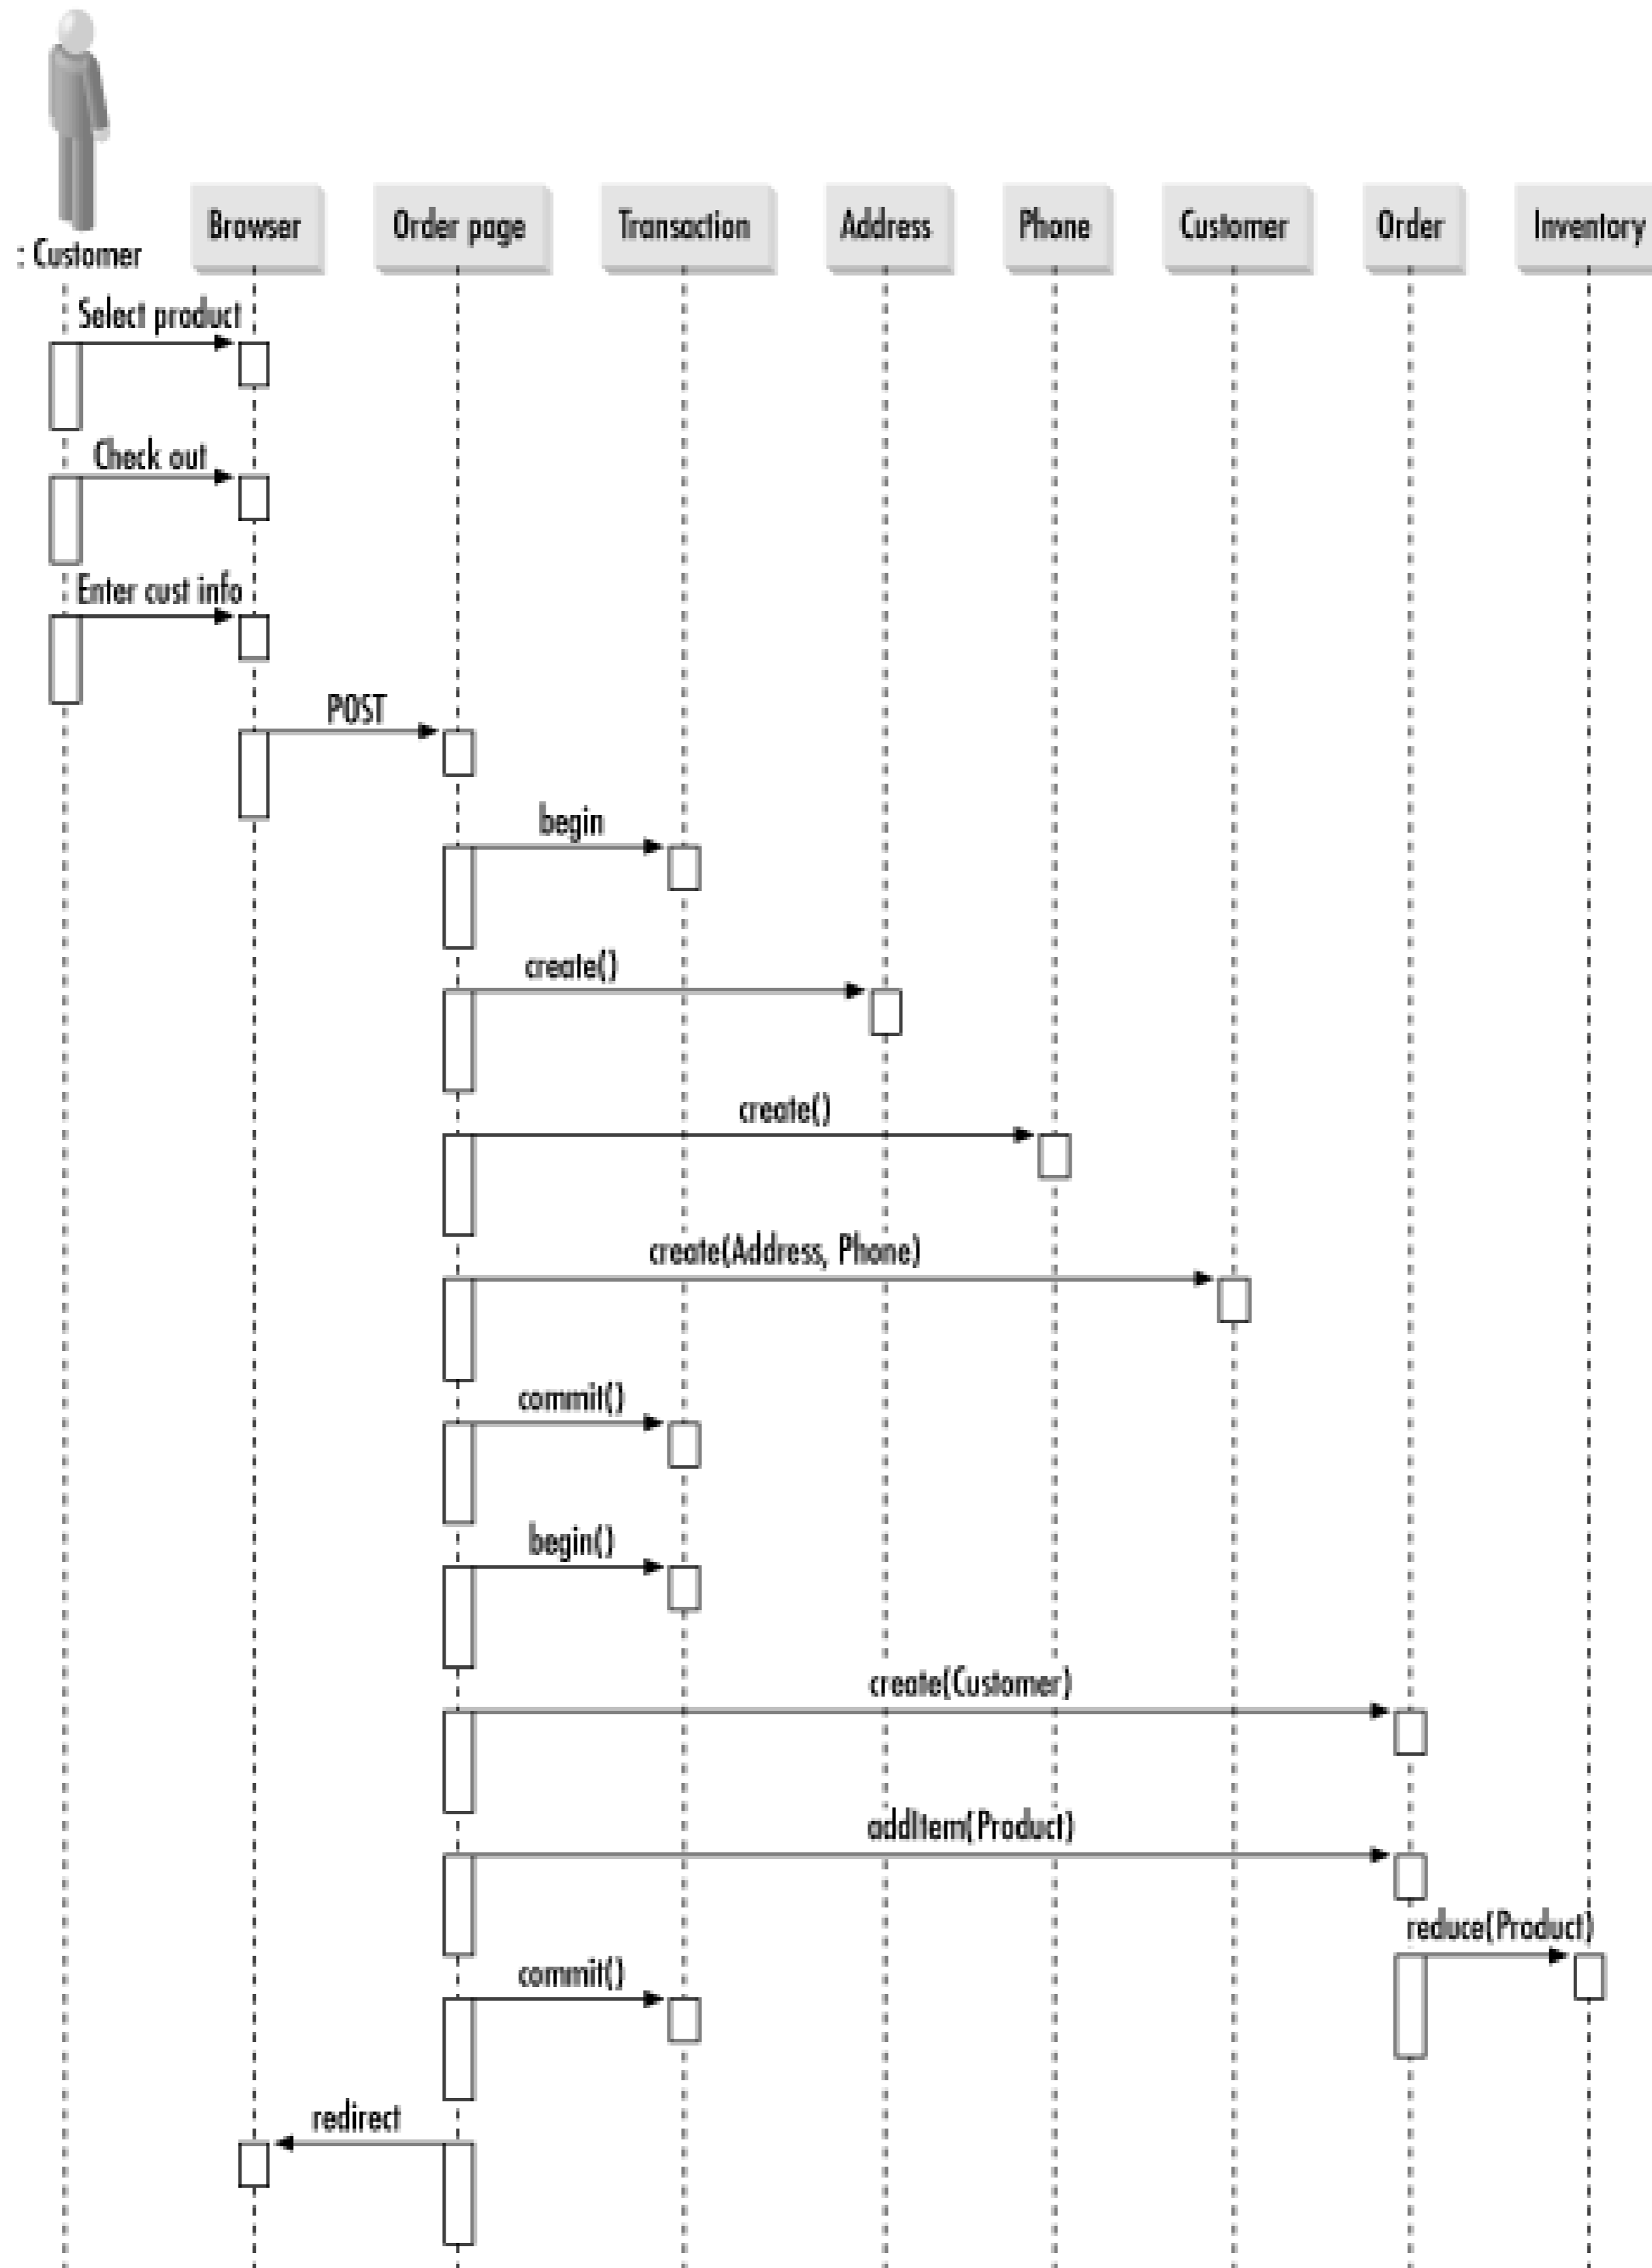 Browser
Order page
Transaction
Address
Phone
Customer
Order
Inventory
: Customer
Select product
Check out
Enter cust info
POST
begin
create()
create()
create(Address, Phone)
commit()
begin()
create(Customer)
addItem(Product)
reduce(Product)
commit()
redirect